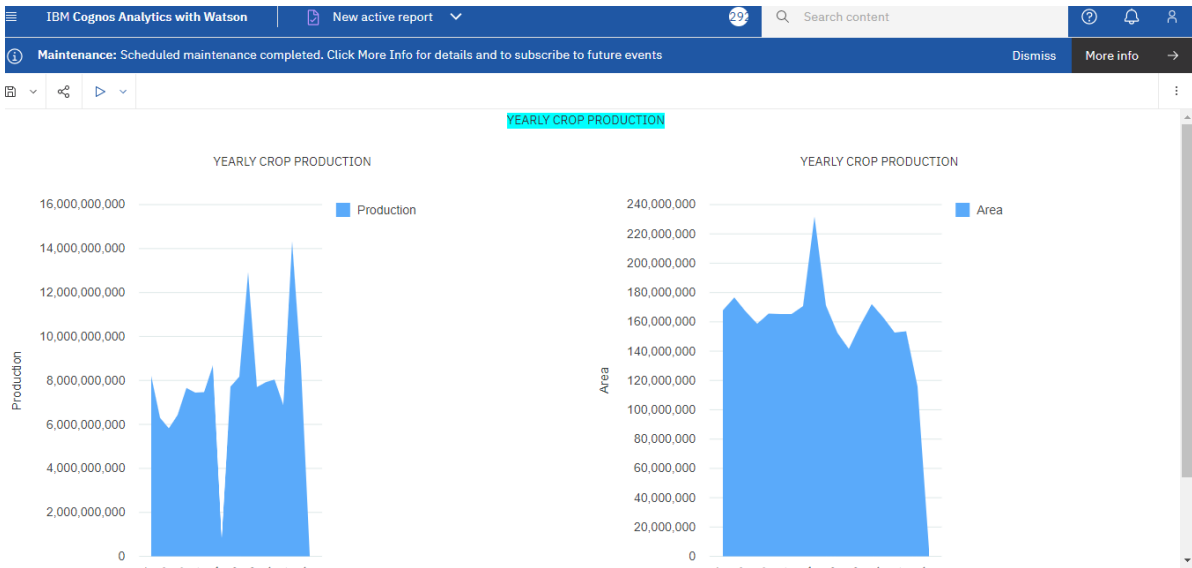 IBM Cognos Analytics with Watson
New active report
292
Search content
Maintenance: Scheduled maintenance completed. Click More Info for details and to subscribe to future events
Dismiss
More info
YEARLY CROP PRODUCTION
YEARLY CROP PRODUCTION
Production
16,000,000,000
14,000,000,000
12,000,000,000
10,000,000,000
8,000,000,000
6,000,000,000
4,000,000,000
2,000,000,000
0
Production
YEARLY CROP PRODUCTION
Area
240,000,000
220,000,000
200,000,000
180,000,000
160,000,000
140,000,000
120,000,000
100,000,000
80,000,000
60,000,000
40,000,000
20,000,000
0
Area